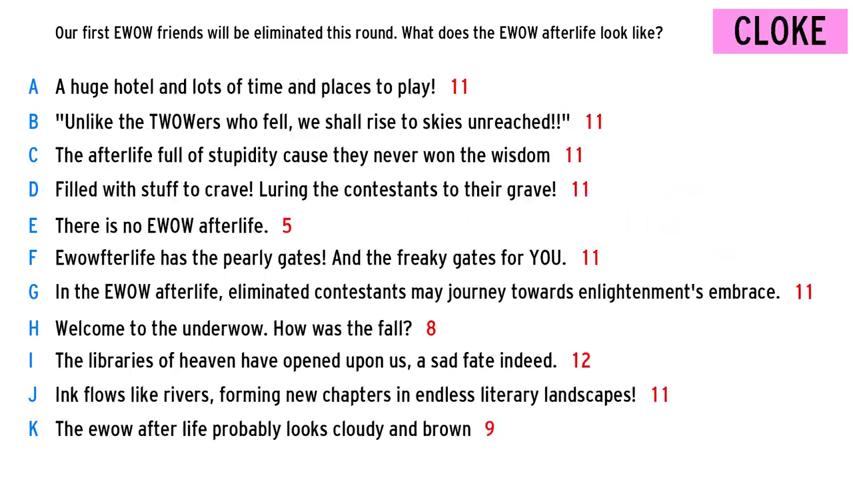 Our first EWOW friends will be eliminated this round. What does the EWOW afterlife look like?
CLOKE
A A huge hotel and lots of time and places to play! 11
B "Unlike the TWOWers who fell, we shall rise to skies unreached!!" 11
C The afterlife full of stupidity cause they never won the wisdom 11
D Filled with stuff to crave! Luring the contestants to their grave! 11
E There is no EWOW afterlife. 5
F Ewowfterlife has the pearly gates! And the freaky gates for YOU. 11
G In the EWOW afterlife, eliminated contestants may journey towards enlightenment's embrace. 11
H Welcome to the underwow. How was the fall? 8
I The libraries of heaven have opened upon us, a sad fate indeed. 12
J Ink flows like rivers, forming new chapters in endless literary landscapes! 11
K The ewow after life probably looks cloudy and brown 9